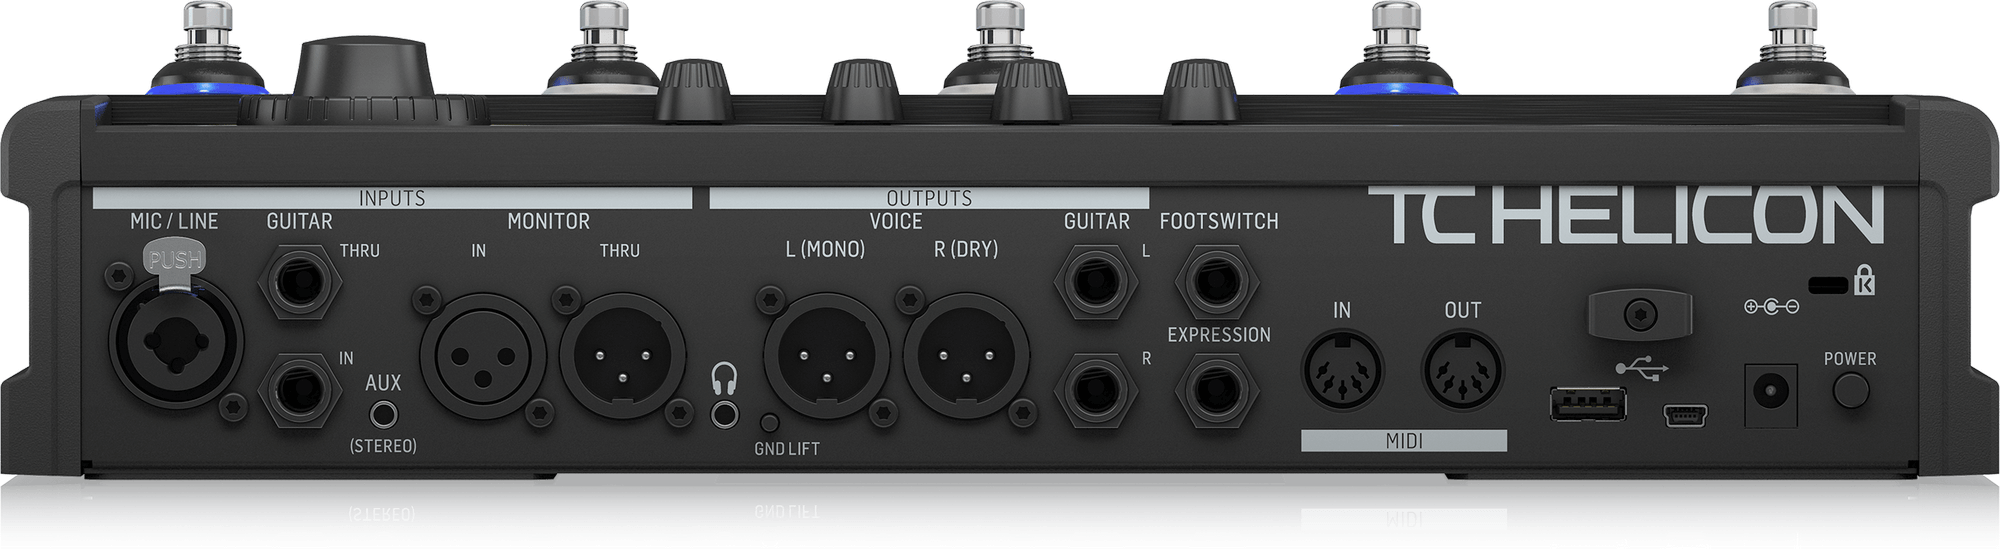 INPUTS
OUTPUTS
MIC / LINE
GUITAR
MONITOR
VOICE
GUITAR
FOOTSWITCH
TC HELICON
PUSH
THRU
IN
THRU
L (MONO)
R (DRY)
L
K
IN
OUT
EXPRESSION
IN
R
POWER
AUX
(STEREO)
GND LIFT
MIDI